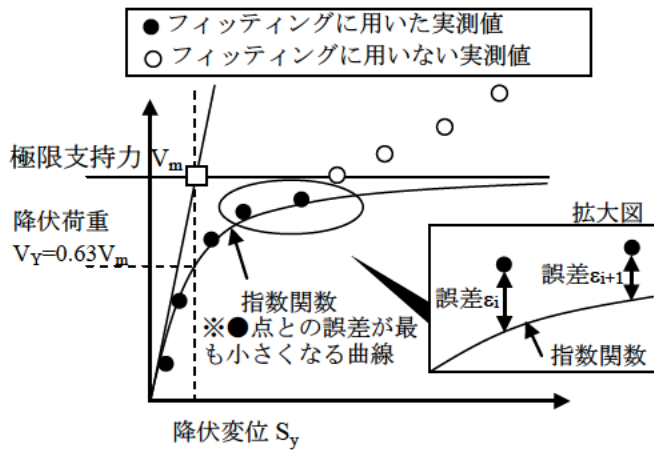 ● フィッティングに用いた実測値
○ フィッティングに用いない実測値
極限支持力 Vm
降伏荷重
VY=0.63Vm
指数関数
※●点との誤差が最
も小さくなる曲線
拡大図
誤差εi
誤差εi+1
指数関数
降伏変位 Sy